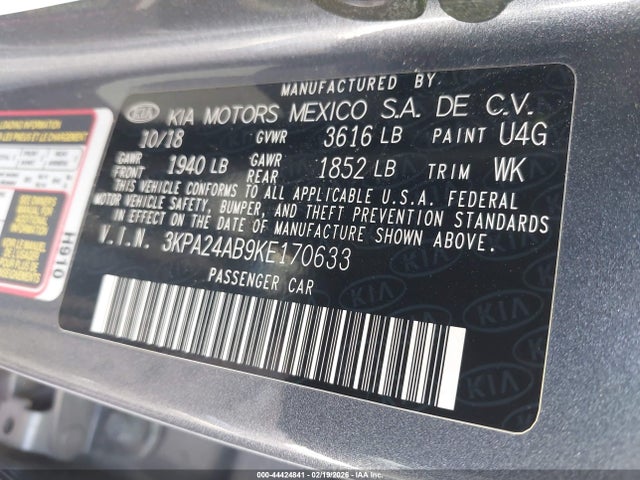 MANUFACTURED BY
KIA KIA MOTORS MEXICO S.A. DE C.V.
10/18 GVWR 3616 LB PAINT U4G
GAWR FRONT 1940 LB GAWR REAR 1852 LB TRIM WK
THIS VEHICLE CONFORMS TO ALL APPLICABLE U.S.A. FEDERAL
MOTOR VEHICLE SAFETY, BUMPER, AND THEFT PREVENTION STANDARDS
IN EFFECT ON THE DATE OF MANUFACTURE SHOWN ABOVE.
V.I.N. 3KPA24AB9KE170633
PASSENGER CAR
H910
000-44424841 | 02/19/2026 | IAA Inc.